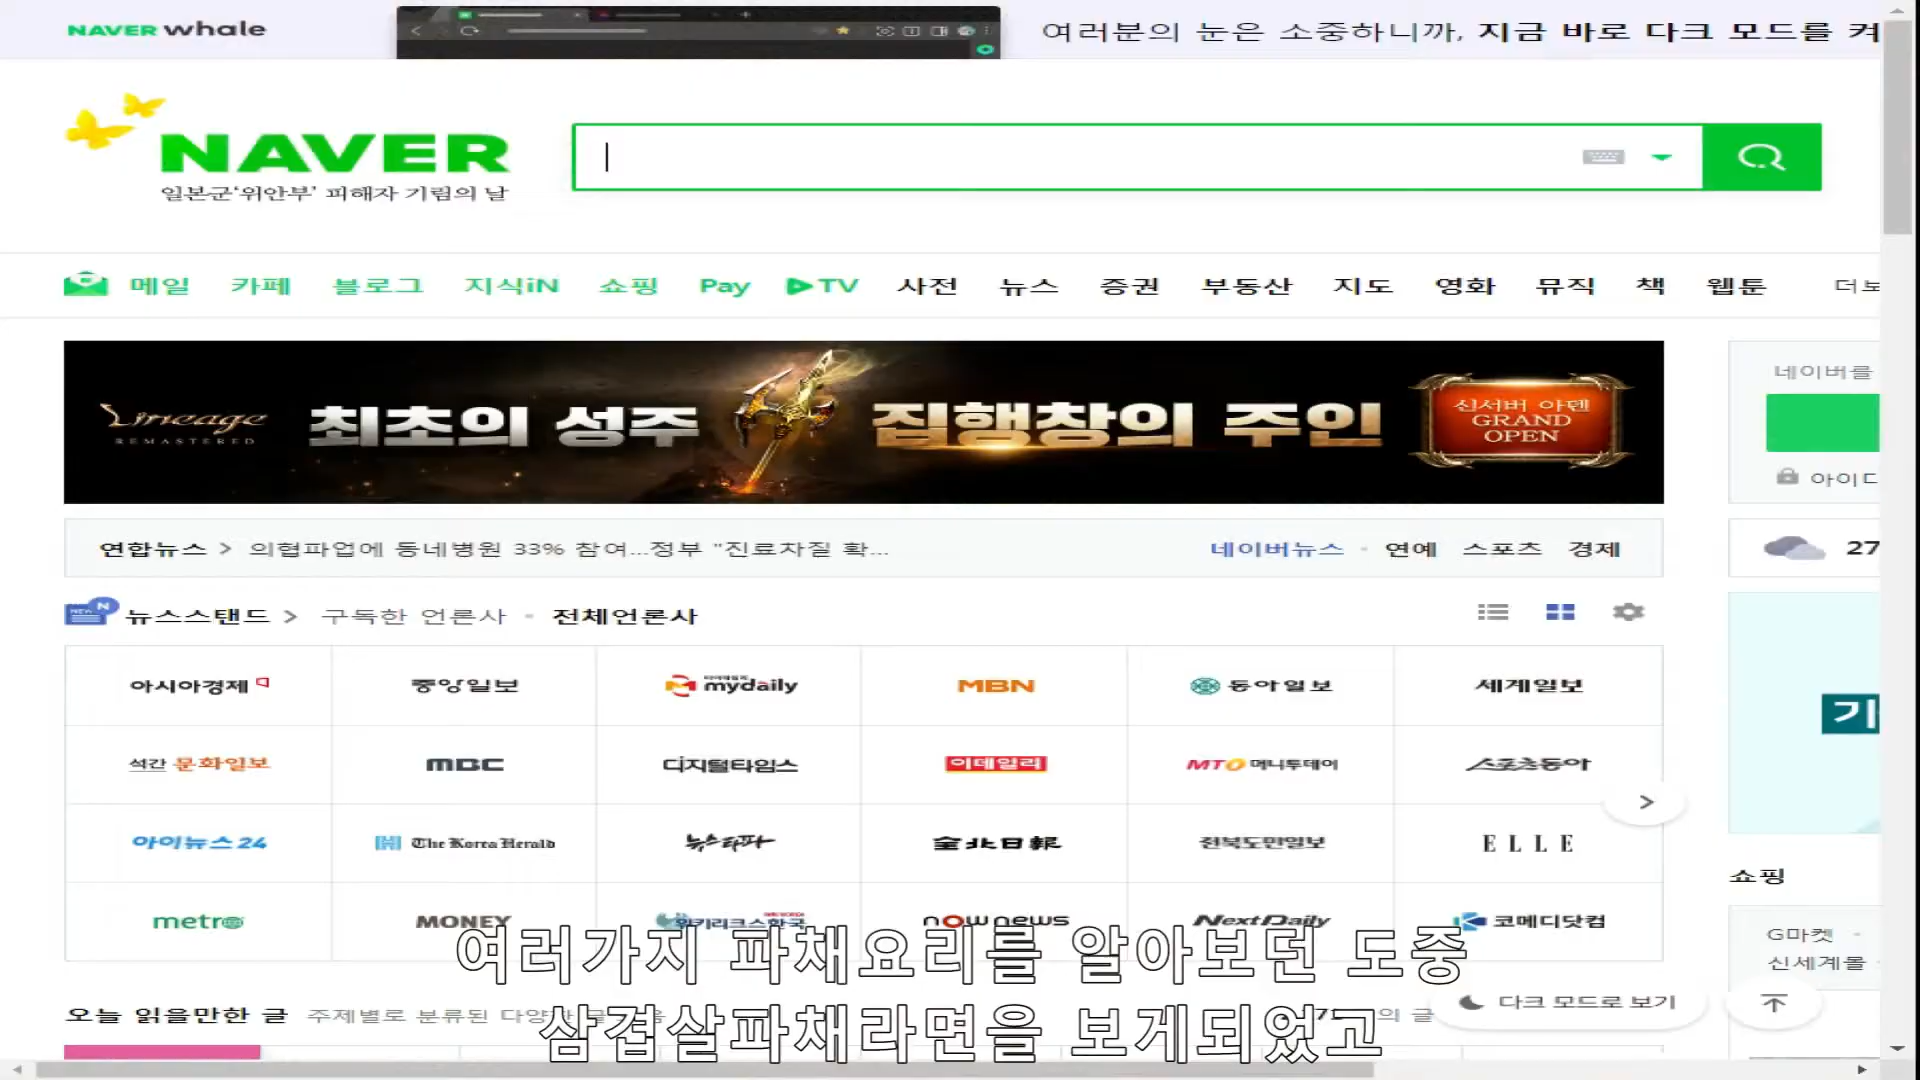 NAVER whale
여러분의 눈은 소중하니까, 지금 바로 다크 모드를 켜
NAVER
일본군‘위안부’ 피해자 기림의 날
메일 카페 블로그 지식iN 쇼핑 Pay TV 사전 뉴스 증권 부동산 지도 영화 뮤직 책 웹툰 더보
Lineage
REMASTERED
최초의 성주 집행창의 주인
신서버 아덴
GRAND
OPEN
네이버를
아이디
연합뉴스 > 의협파업에 동네병원 33% 참여...정부 "진료차질 확...
네이버뉴스 연예 스포츠 경제
27
뉴스스탠드 > 구독한 언론사 전체언론사
아시아경제 중앙일보 마이데일리 mydaily MBN 동아일보 세계일보
석간 문화일보 MBC 디지털타임스 이데일리 MT 머니투데이 스포츠동아
아이뉴스24 The Korea Herald 뉴스타파 全北日報 전북도민일보 ELLE
metro MONEY 위키리크스한국 nownews NextDaily 코메디닷컴
기
쇼핑
G마켓
신세계몰
여러가지 파채요리를 알아보던 도중
삼겹살파채라면을 보게되었고
오늘 읽을만한 글 주제별로 분류된 다양한 글
의 글
다크 모드로 보기